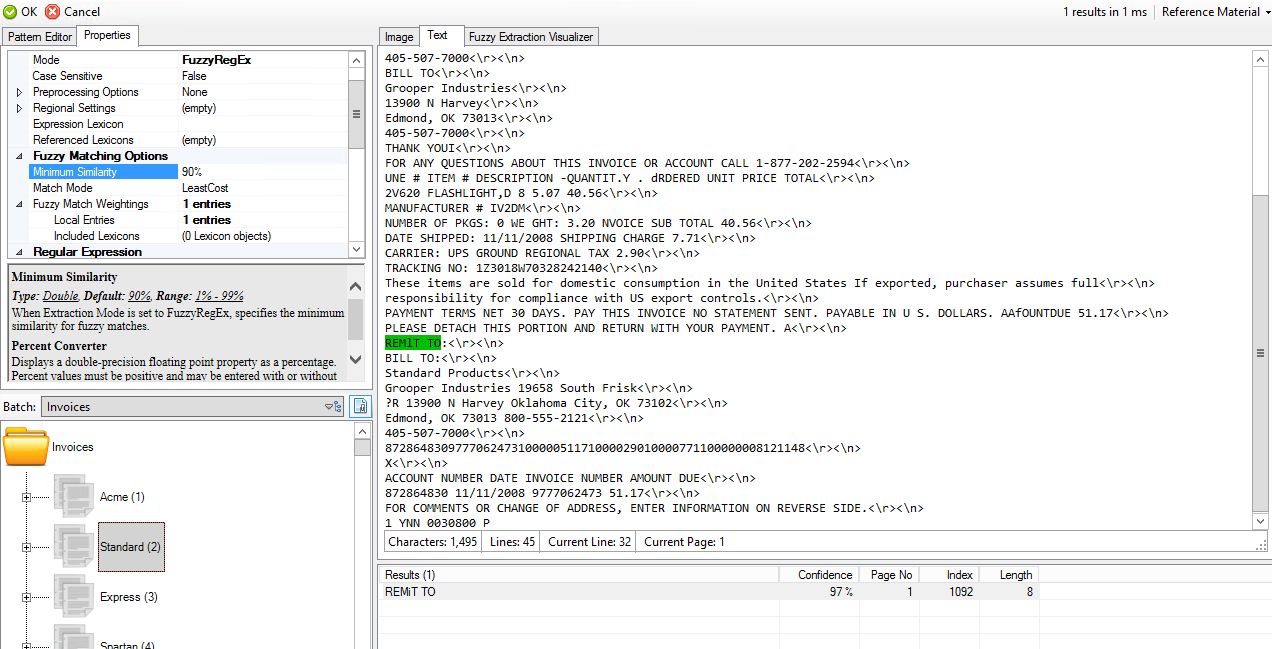 OK Cancel
1 results in 1 ms Reference Material
Pattern Editor Properties
Mode FuzzyRegEx
Case Sensitive False
Preprocessing Options None
Regional Settings (empty)
Expression Lexicon
Referenced Lexicons (empty)
Fuzzy Matching Options
Minimum Similarity 90%
Match Mode LeastCost
Fuzzy Match Weightings 1 entries
Local Entries 1 entries
Included Lexicons (0 Lexicon objects)
Regular Expression
Minimum Similarity
Type: Double, Default: 90%, Range: 1% - 99%
When Extraction Mode is set to FuzzyRegEx, specifies the minimum
similarity for fuzzy matches.
Percent Converter
Displays a double-precision floating point property as a percentage.
Percent values must be positive and may be entered with or without
Batch: Invoices
Invoices
Acme (1)
Standard (2)
Express (3)
Spartan (4)
Image Text Fuzzy Extraction Visualizer
405-507-7000<\r><\n>
BILL TO<\r><\n>
Grooper Industries<\r><\n>
13900 N Harvey<\r><\n>
Edmond, OK 73013<\r><\n>
405-507-7000<\r><\n>
THANK YOUI<\r><\n>
FOR ANY QUESTIONS ABOUT THIS INVOICE OR ACCOUNT CALL 1-877-202-2594<\r><\n>
UNE # ITEM # DESCRIPTION -QUANTIT.Y . dRDERED UNIT PRICE TOTAL<\r><\n>
2V620 FLASHLIGHT,D 8 5.07 40.56<\r><\n>
MANUFACTURER # IV2DM<\r><\n>
NUMBER OF PKGS: 0 WE GHT: 3.20 NVOICE SUB TOTAL 40.56<\r><\n>
DATE SHIPPED: 11/11/2008 SHIPPING CHARGE 7.71<\r><\n>
CARRIER: UPS GROUND REGIONAL TAX 2.90<\r><\n>
TRACKING NO: 1Z3018W70328242140<\r><\n>
These items are sold for domestic consumption in the United States If exported, purchaser assumes full<\r><\n>
responsibility for compliance with US export controls.<\r><\n>
PAYMENT TERMS NET 30 DAYS. PAY THIS INVOICE NO STATEMENT SENT. PAYABLE IN U S. DOLLARS. AAfOUNTDUE 51.17<\r><\n>
PLEASE DETACH THIS PORTION AND RETURN WITH YOUR PAYMENT. A<\r><\n>
REMlT TO:<\r><\n>
BILL TO:<\r><\n>
Standard Products<\r><\n>
Grooper Industries 19658 South Frisk<\r><\n>
?R 13900 N Harvey Oklahoma City, OK 73102<\r><\n>
Edmond, OK 73013 800-555-2121<\r><\n>
405-507-7000<\r><\n>
872864830977706247310000051171000029010000771100000008121148<\r><\n>
X<\r><\n>
ACCOUNT NUMBER DATE INVOICE NUMBER AMOUNT DUE<\r><\n>
872864830 11/11/2008 9777062473 51.17<\r><\n>
FOR COMMENTS OR CHANGE OF ADDRESS, ENTER INFORMATION ON REVERSE SIDE.<\r><\n>
1 YNN 0030800 P
Characters: 1,495 Lines: 45 Current Line: 32 Current Page: 1
Results (1) Confidence Page No Index Length
REMiT TO 97 % 1 1092 8